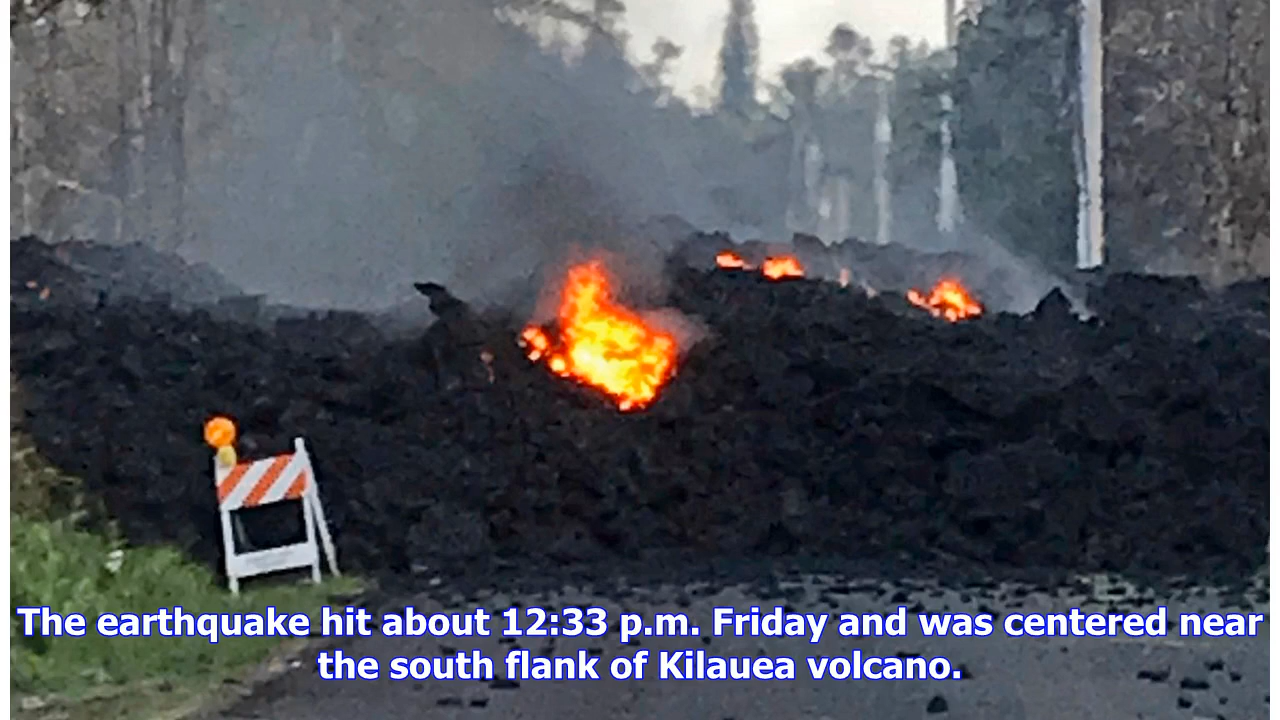 The earthquake hit about 12:33 p.m. Friday and was centered near
the south flank of Kilauea volcano.